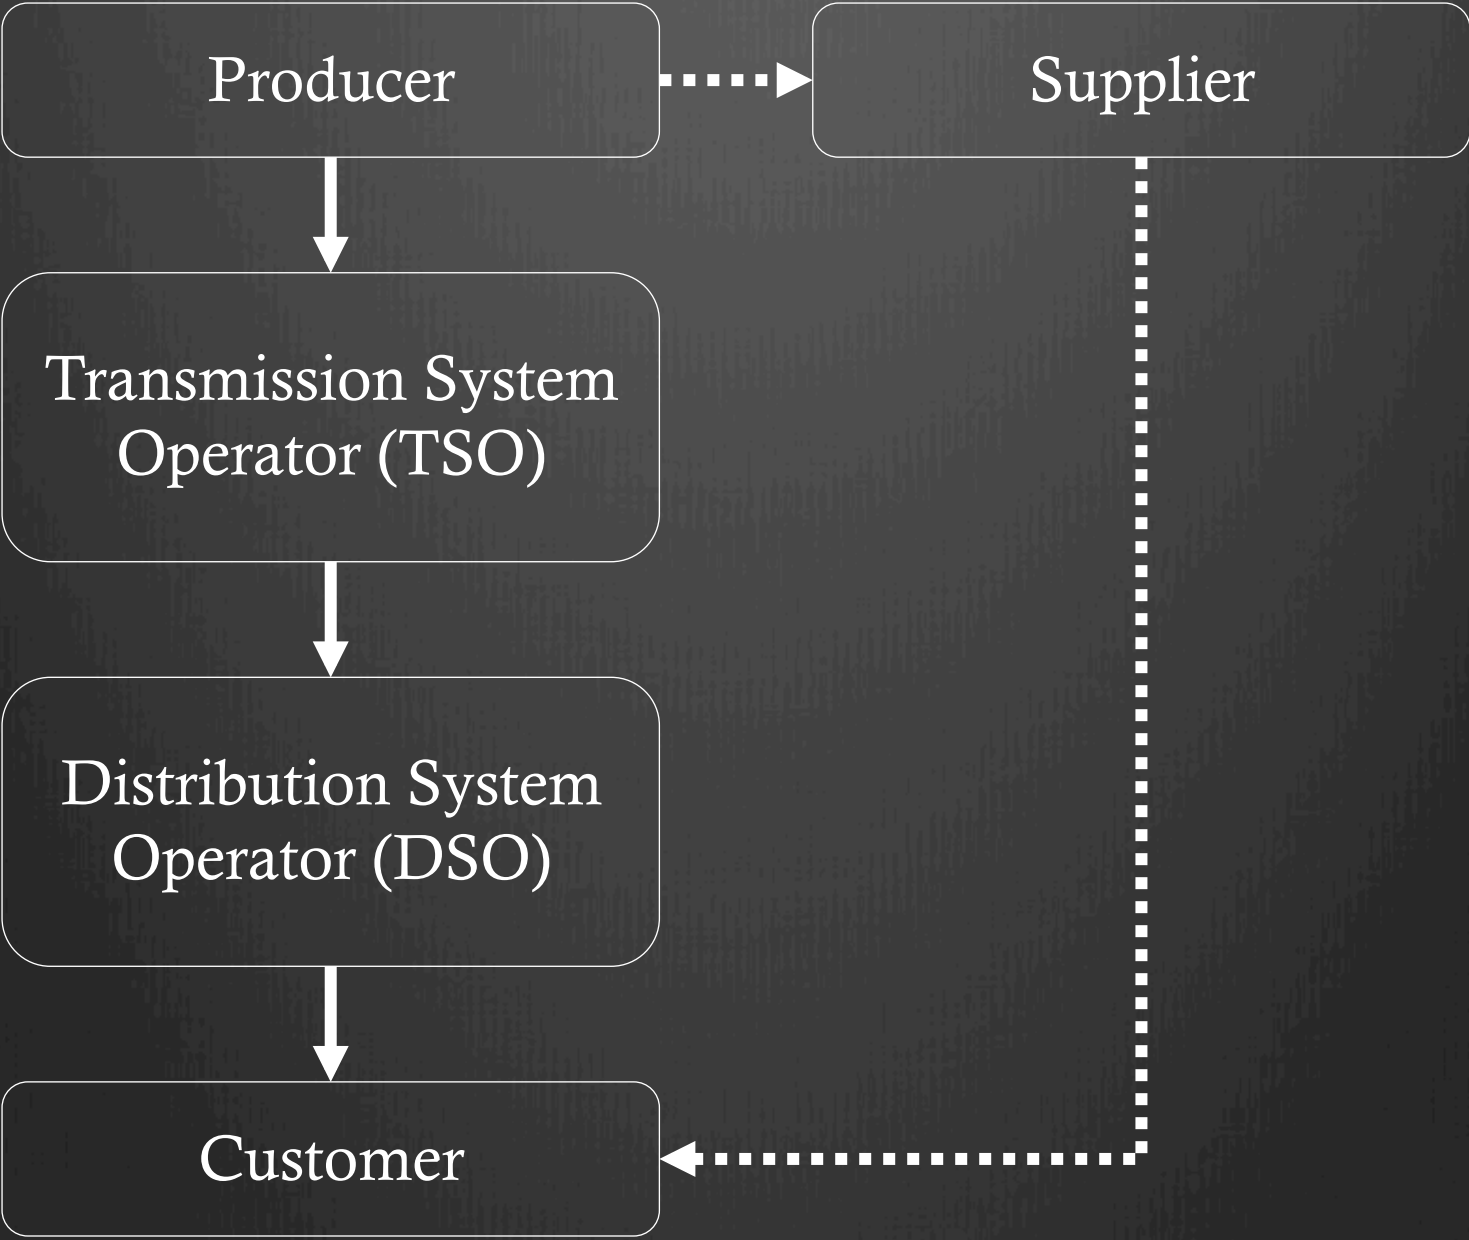 Producer
Supplier
Transmission System
Operator (TSO)
Distribution System
Operator (DSO)
Customer